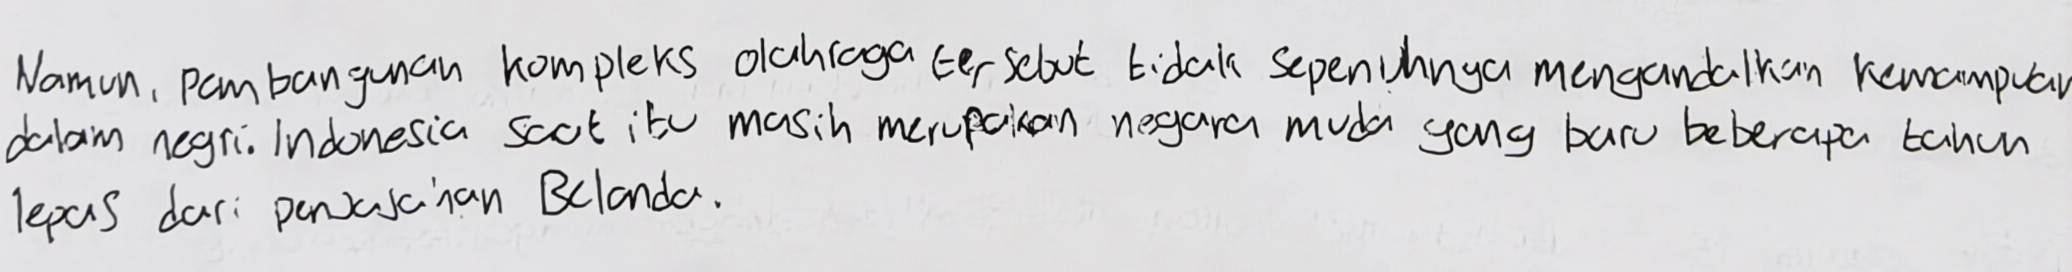 Namun, pembangunan kompleks olahraga tersebut tidak sepenuhnya mengandalkan kemampuan
dalam negri. Indonesia saat itu masih merupakan negara muda yang baru beberapa tahun
lepas dari penjajahan Belanda.